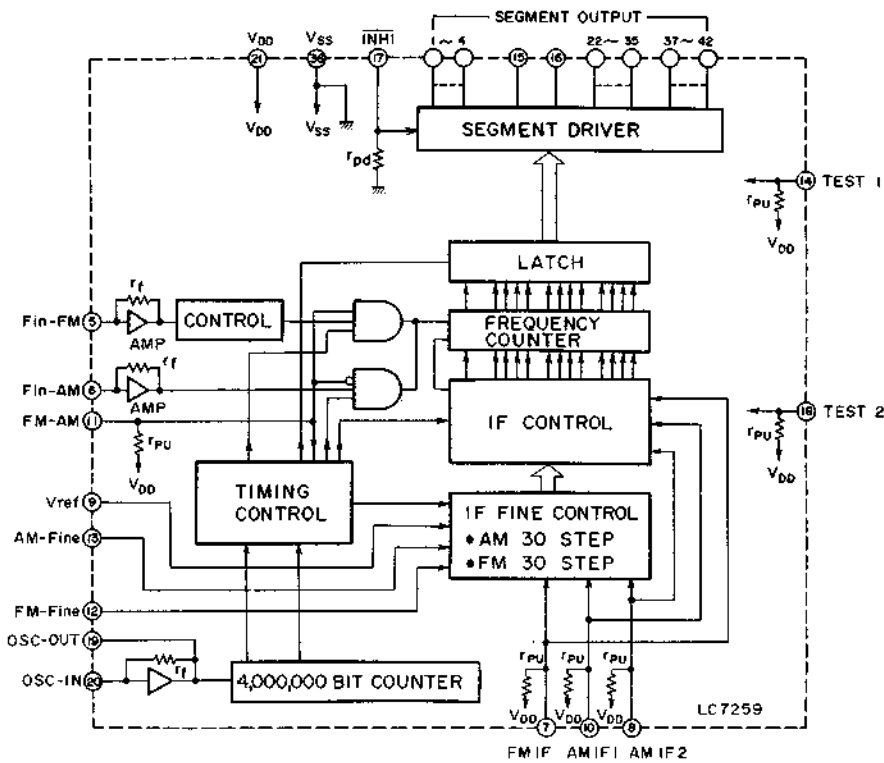 SEGMENT OUTPUT
VDD VSS INH1 1 ~ 4 22 ~ 35 37 ~ 42
21 36 17 15 16
VDD VSS
SEGMENT DRIVER
rpd
14 TEST 1
rPU
VDD
LATCH
rf
Fin-FM 5 CONTROL
AMP
FREQUENCY
COUNTER
rf
Fin-AM 6
AMP
FM-AM 11
IF CONTROL
18 TEST 2
rPU
VDD
rPU
VDD
TIMING
CONTROL
Vref 9
AM-Fine 13
IF FINE CONTROL
• AM 30 STEP
• FM 30 STEP
FM-Fine 12
OSC-OUT 19
rf
OSC-IN 20
4,000,000 BIT COUNTER
rPU rPU rPU
VDD VDD VDD
LC7259
7 10 8
FM IF AM IF1 AM IF2